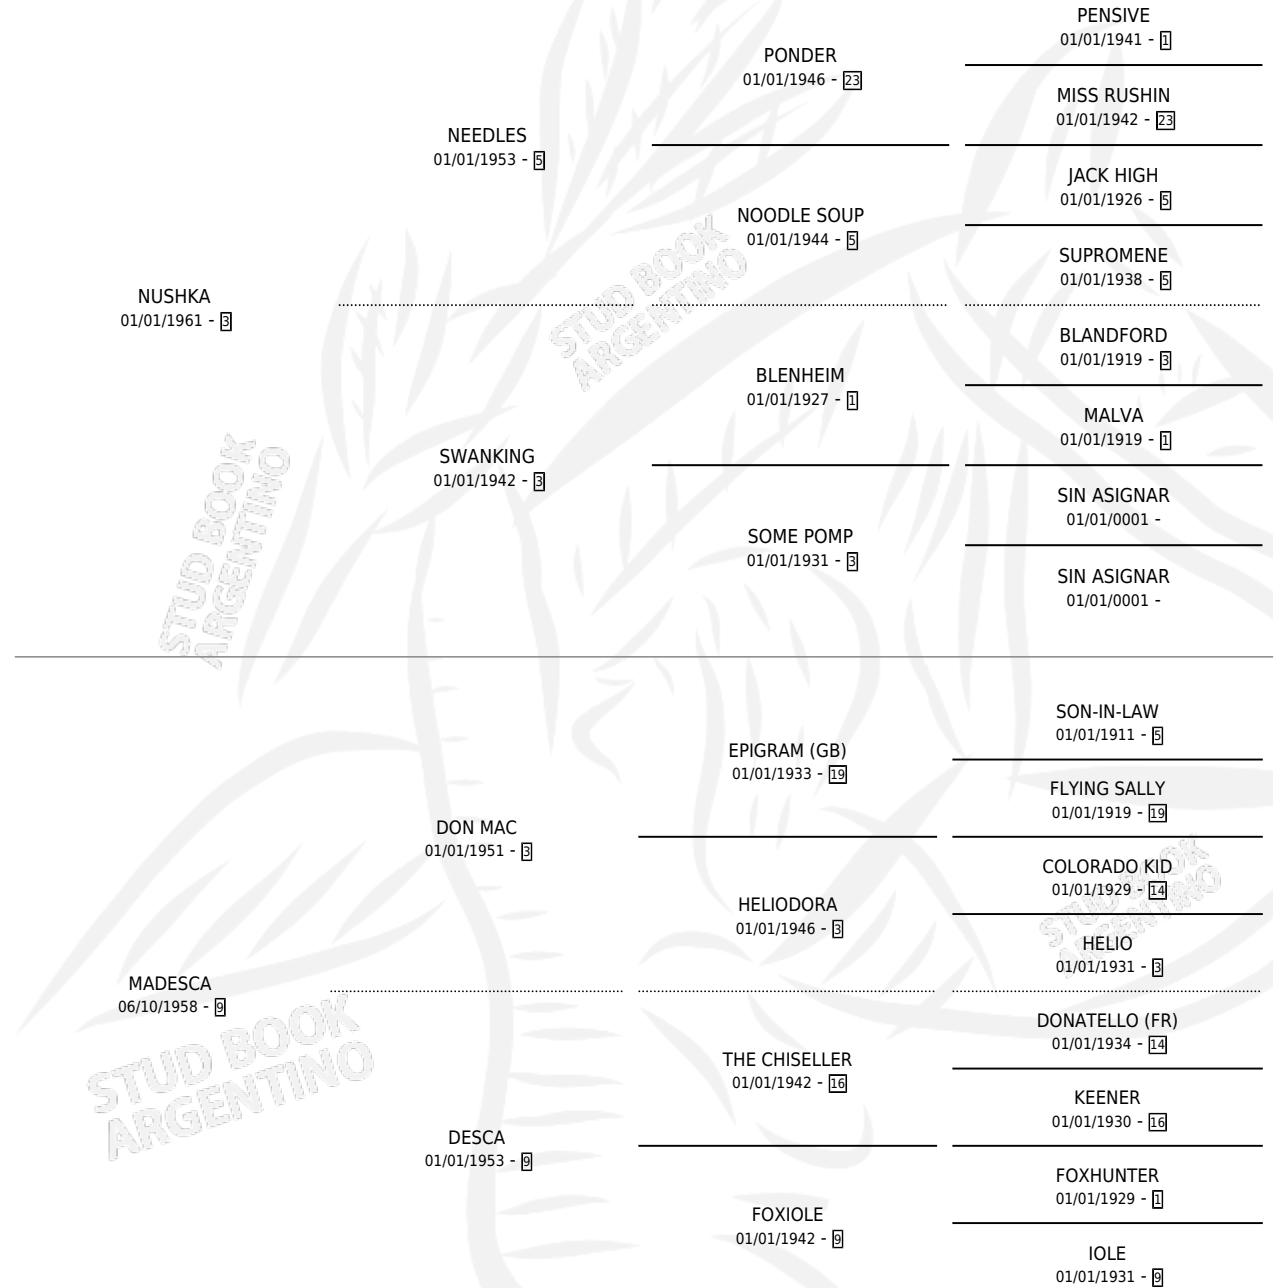 PENSIVE
01/01/1941 - 1
PONDER
01/01/1946 - 23
MISS RUSHIN
01/01/1942 - 23
NEEDLES
01/01/1953 - 5
JACK HIGH
01/01/1926 - 5
NOODLE SOUP
01/01/1944 - 5
SUPROMENE
01/01/1938 - 5
NUSHKA
01/01/1961 - 3
BLANDFORD
01/01/1919 - 3
BLENHEIM
01/01/1927 - 1
MALVA
01/01/1919 - 1
SWANKING
01/01/1942 - 3
SIN ASIGNAR
01/01/0001 -
SOME POMP
01/01/1931 - 3
SIN ASIGNAR
01/01/0001 -
STUD BOOK
ARGENTINO
STUD BOOK
ARGENTINO
SON-IN-LAW
01/01/1911 - 5
EPIGRAM (GB)
01/01/1933 - 19
FLYING SALLY
01/01/1919 - 19
DON MAC
01/01/1951 - 3
COLORADO KID
01/01/1929 - 14
HELIODORA
01/01/1946 - 3
HELIO
01/01/1931 - 3
MADESCA
06/10/1958 - 9
DONATELLO (FR)
01/01/1934 - 14
THE CHISELLER
01/01/1942 - 16
KEENER
01/01/1930 - 16
DESCA
01/01/1953 - 9
FOXHUNTER
01/01/1929 - 1
FOXIOLE
01/01/1942 - 9
IOLE
01/01/1931 - 9
STUD BOOK
ARGENTINO
STUD BOOK
ARGENTINO